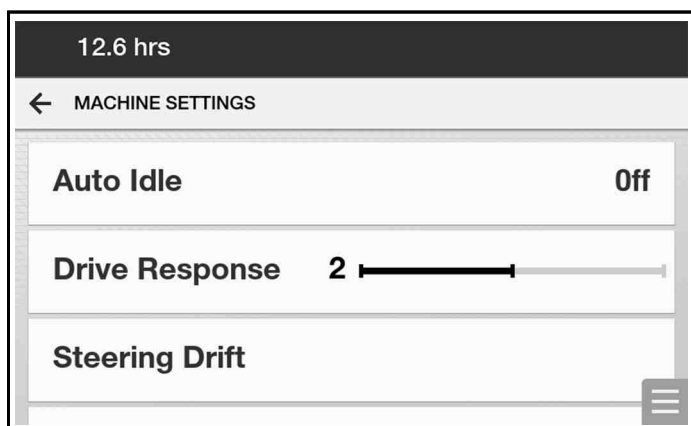 12.6 hrs
MACHINE SETTINGS
Auto Idle 0ff
Drive Response 2
Steering Drift